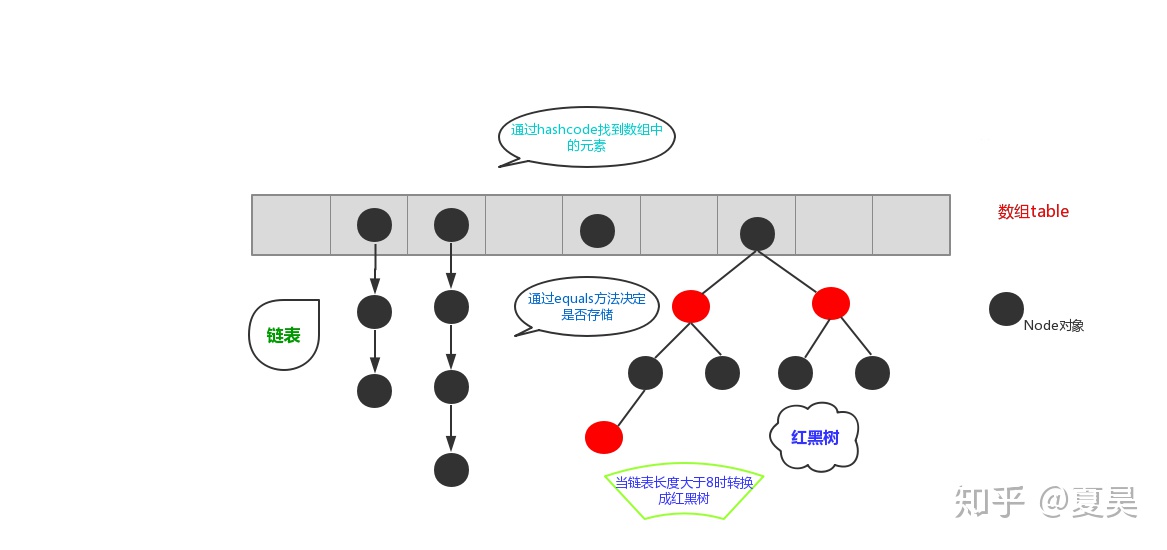 通过hashcode找到数组中
的元素
数组table
通过equals方法决定
是否存储
链表
Node对象
红黑树
当链表长度大于8时转换
成红黑树
知乎 @夏昊